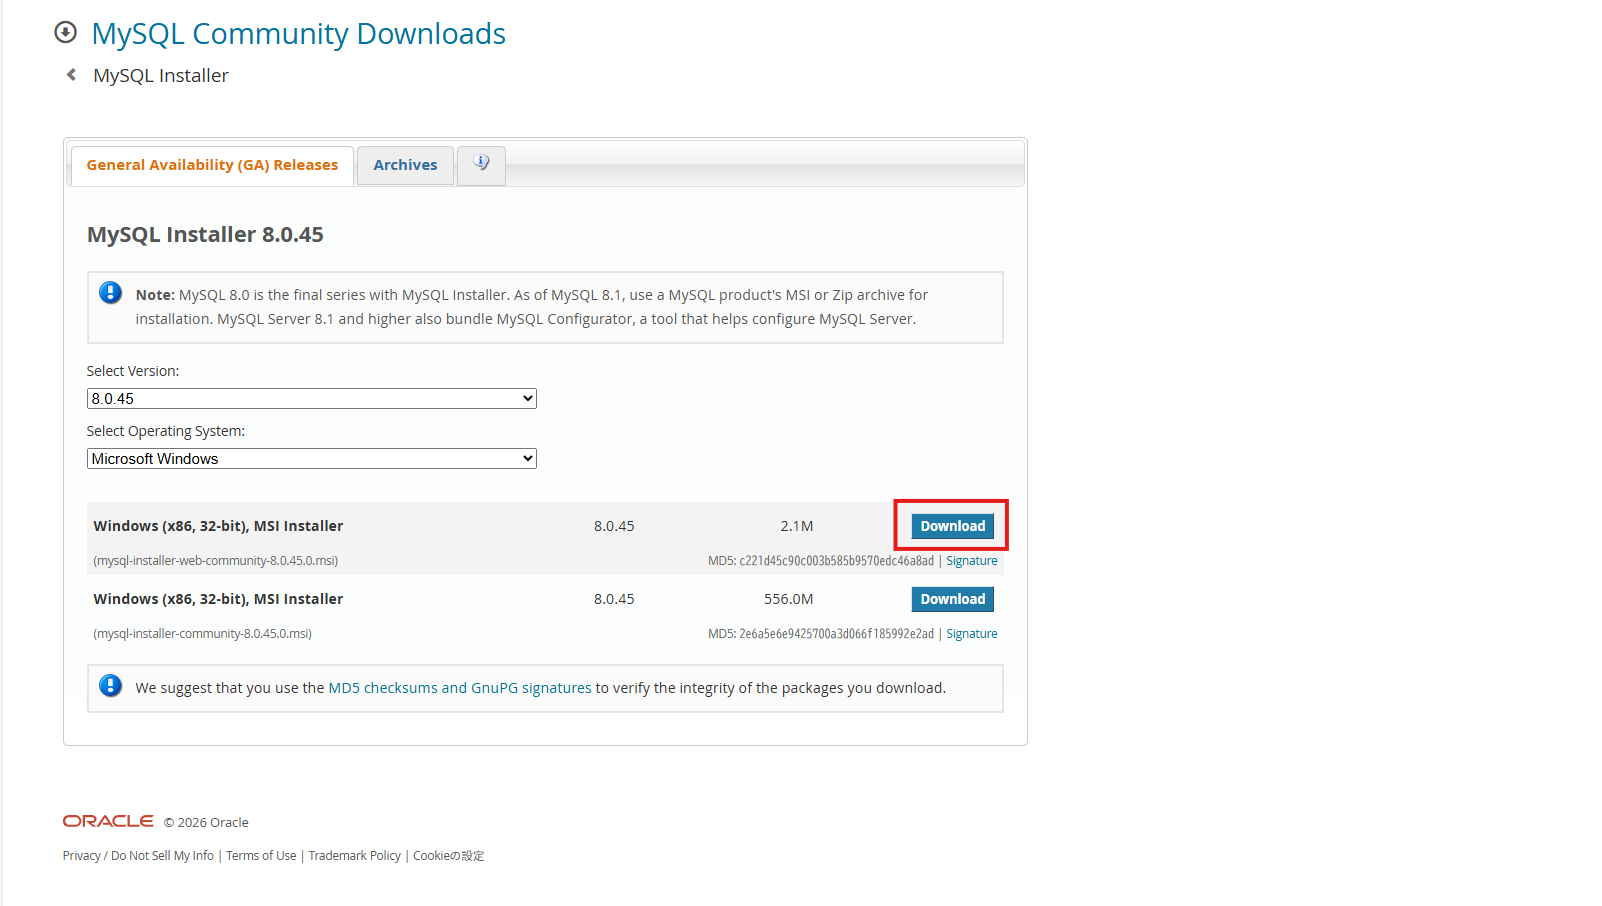 MySQL Community Downloads
MySQL Installer
General Availability (GA) Releases
Archives
MySQL Installer 8.0.45
Note: MySQL 8.0 is the final series with MySQL Installer. As of MySQL 8.1, use a MySQL product's MSI or Zip archive for
installation. MySQL Server 8.1 and higher also bundle MySQL Configurator, a tool that helps configure MySQL Server.
Select Version:
8.0.45
Select Operating System:
Microsoft Windows
Windows (x86, 32-bit), MSI Installer 8.0.45 2.1M Download
(mysql-installer-web-community-8.0.45.0.msi) MD5: c221d45c90c003b585b9570edc46a8ad | Signature
Windows (x86, 32-bit), MSI Installer 8.0.45 556.0M Download
(mysql-installer-community-8.0.45.0.msi) MD5: 2e6a5e6e9425700a3d066f185992e2ad | Signature
We suggest that you use the MD5 checksums and GnuPG signatures to verify the integrity of the packages you download.
ORACLE © 2026 Oracle
Privacy / Do Not Sell My Info | Terms of Use | Trademark Policy | Cookieの設定